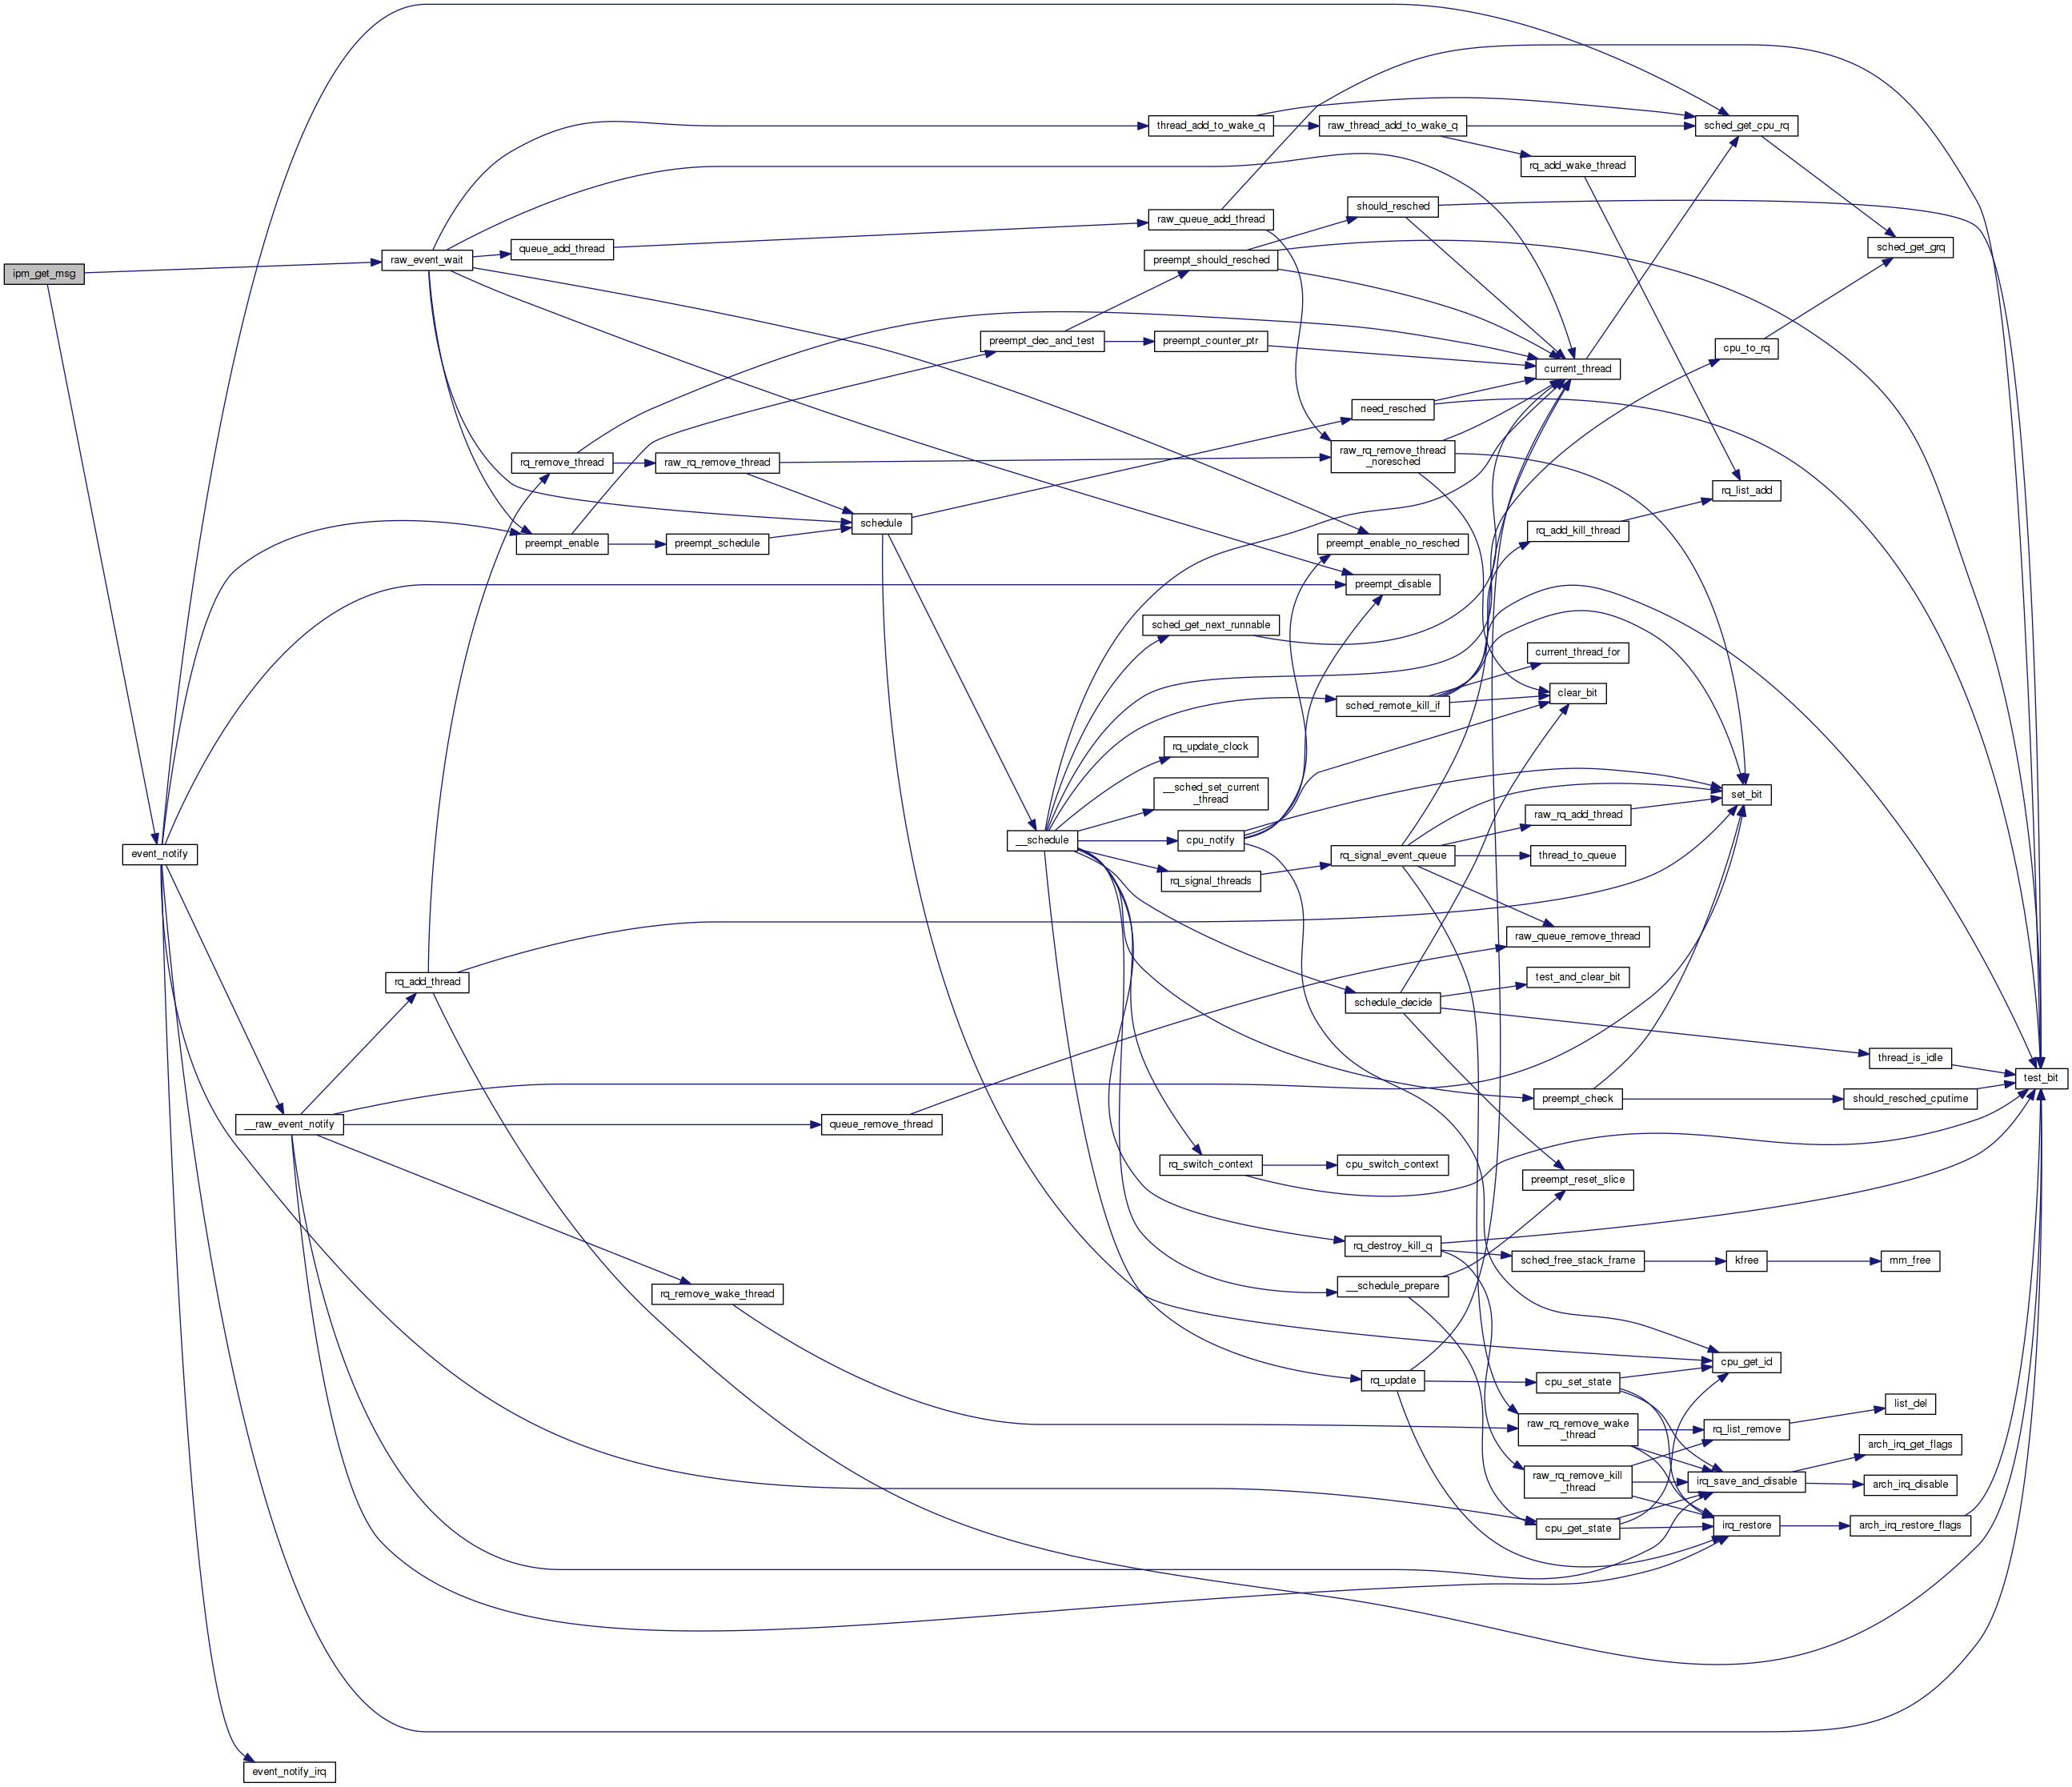 sched_get_cpu_rq
thread_add_to_wake_q
raw_thread_add_to_wake_q
rq_add_wake_thread
should_resched
raw_queue_add_thread
queue_add_thread
sched_get_grq
raw_event_wait
preempt_should_resched
ipm_get_msg
preempt_dec_and_test
preempt_counter_ptr
cpu_to_rq
current_thread
need_resched
rq_remove_thread
raw_rq_remove_thread
raw_rq_remove_thread
_noresched
rq_list_add
schedule
rq_add_kill_thread
preempt_enable
preempt_schedule
preempt_enable_no_resched
preempt_disable
sched_get_next_runnable
current_thread_for
clear_bit
sched_remote_kill_if
rq_update_clock
__sched_set_current
_thread
set_bit
raw_rq_add_thread
__schedule
cpu_notify
event_notify
rq_signal_event_queue
thread_to_queue
rq_signal_threads
raw_queue_remove_thread
rq_add_thread
test_and_clear_bit
schedule_decide
thread_is_idle
test_bit
preempt_check
should_resched_cputime
__raw_event_notify
queue_remove_thread
rq_switch_context
cpu_switch_context
preempt_reset_slice
rq_destroy_kill_q
sched_free_stack_frame
kfree
mm_free
rq_remove_wake_thread
__schedule_prepare
cpu_get_id
rq_update
cpu_set_state
list_del
raw_rq_remove_wake
_thread
rq_list_remove
arch_irq_get_flags
raw_rq_remove_kill
_thread
irq_save_and_disable
arch_irq_disable
cpu_get_state
irq_restore
arch_irq_restore_flags
event_notify_irq